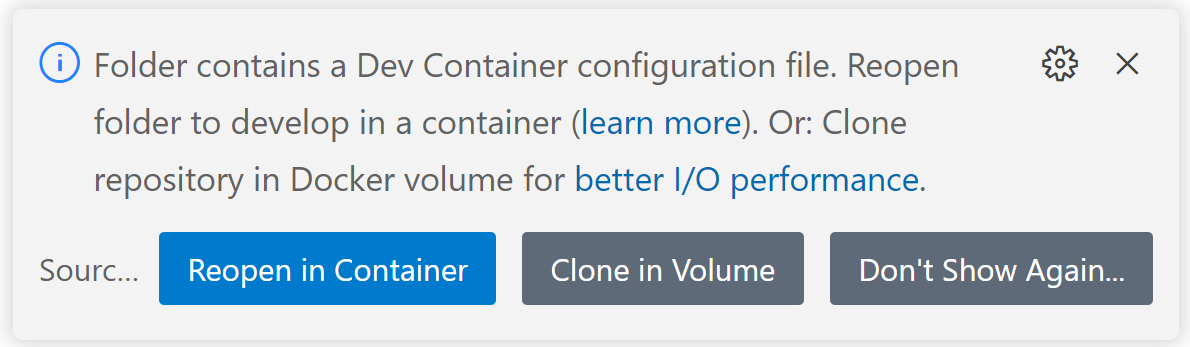 Folder contains a Dev Container configuration file. Reopen
folder to develop in a container (learn more). Or: Clone
repository in Docker volume for better I/O performance.
Sourc... Reopen in Container Clone in Volume Don't Show Again...